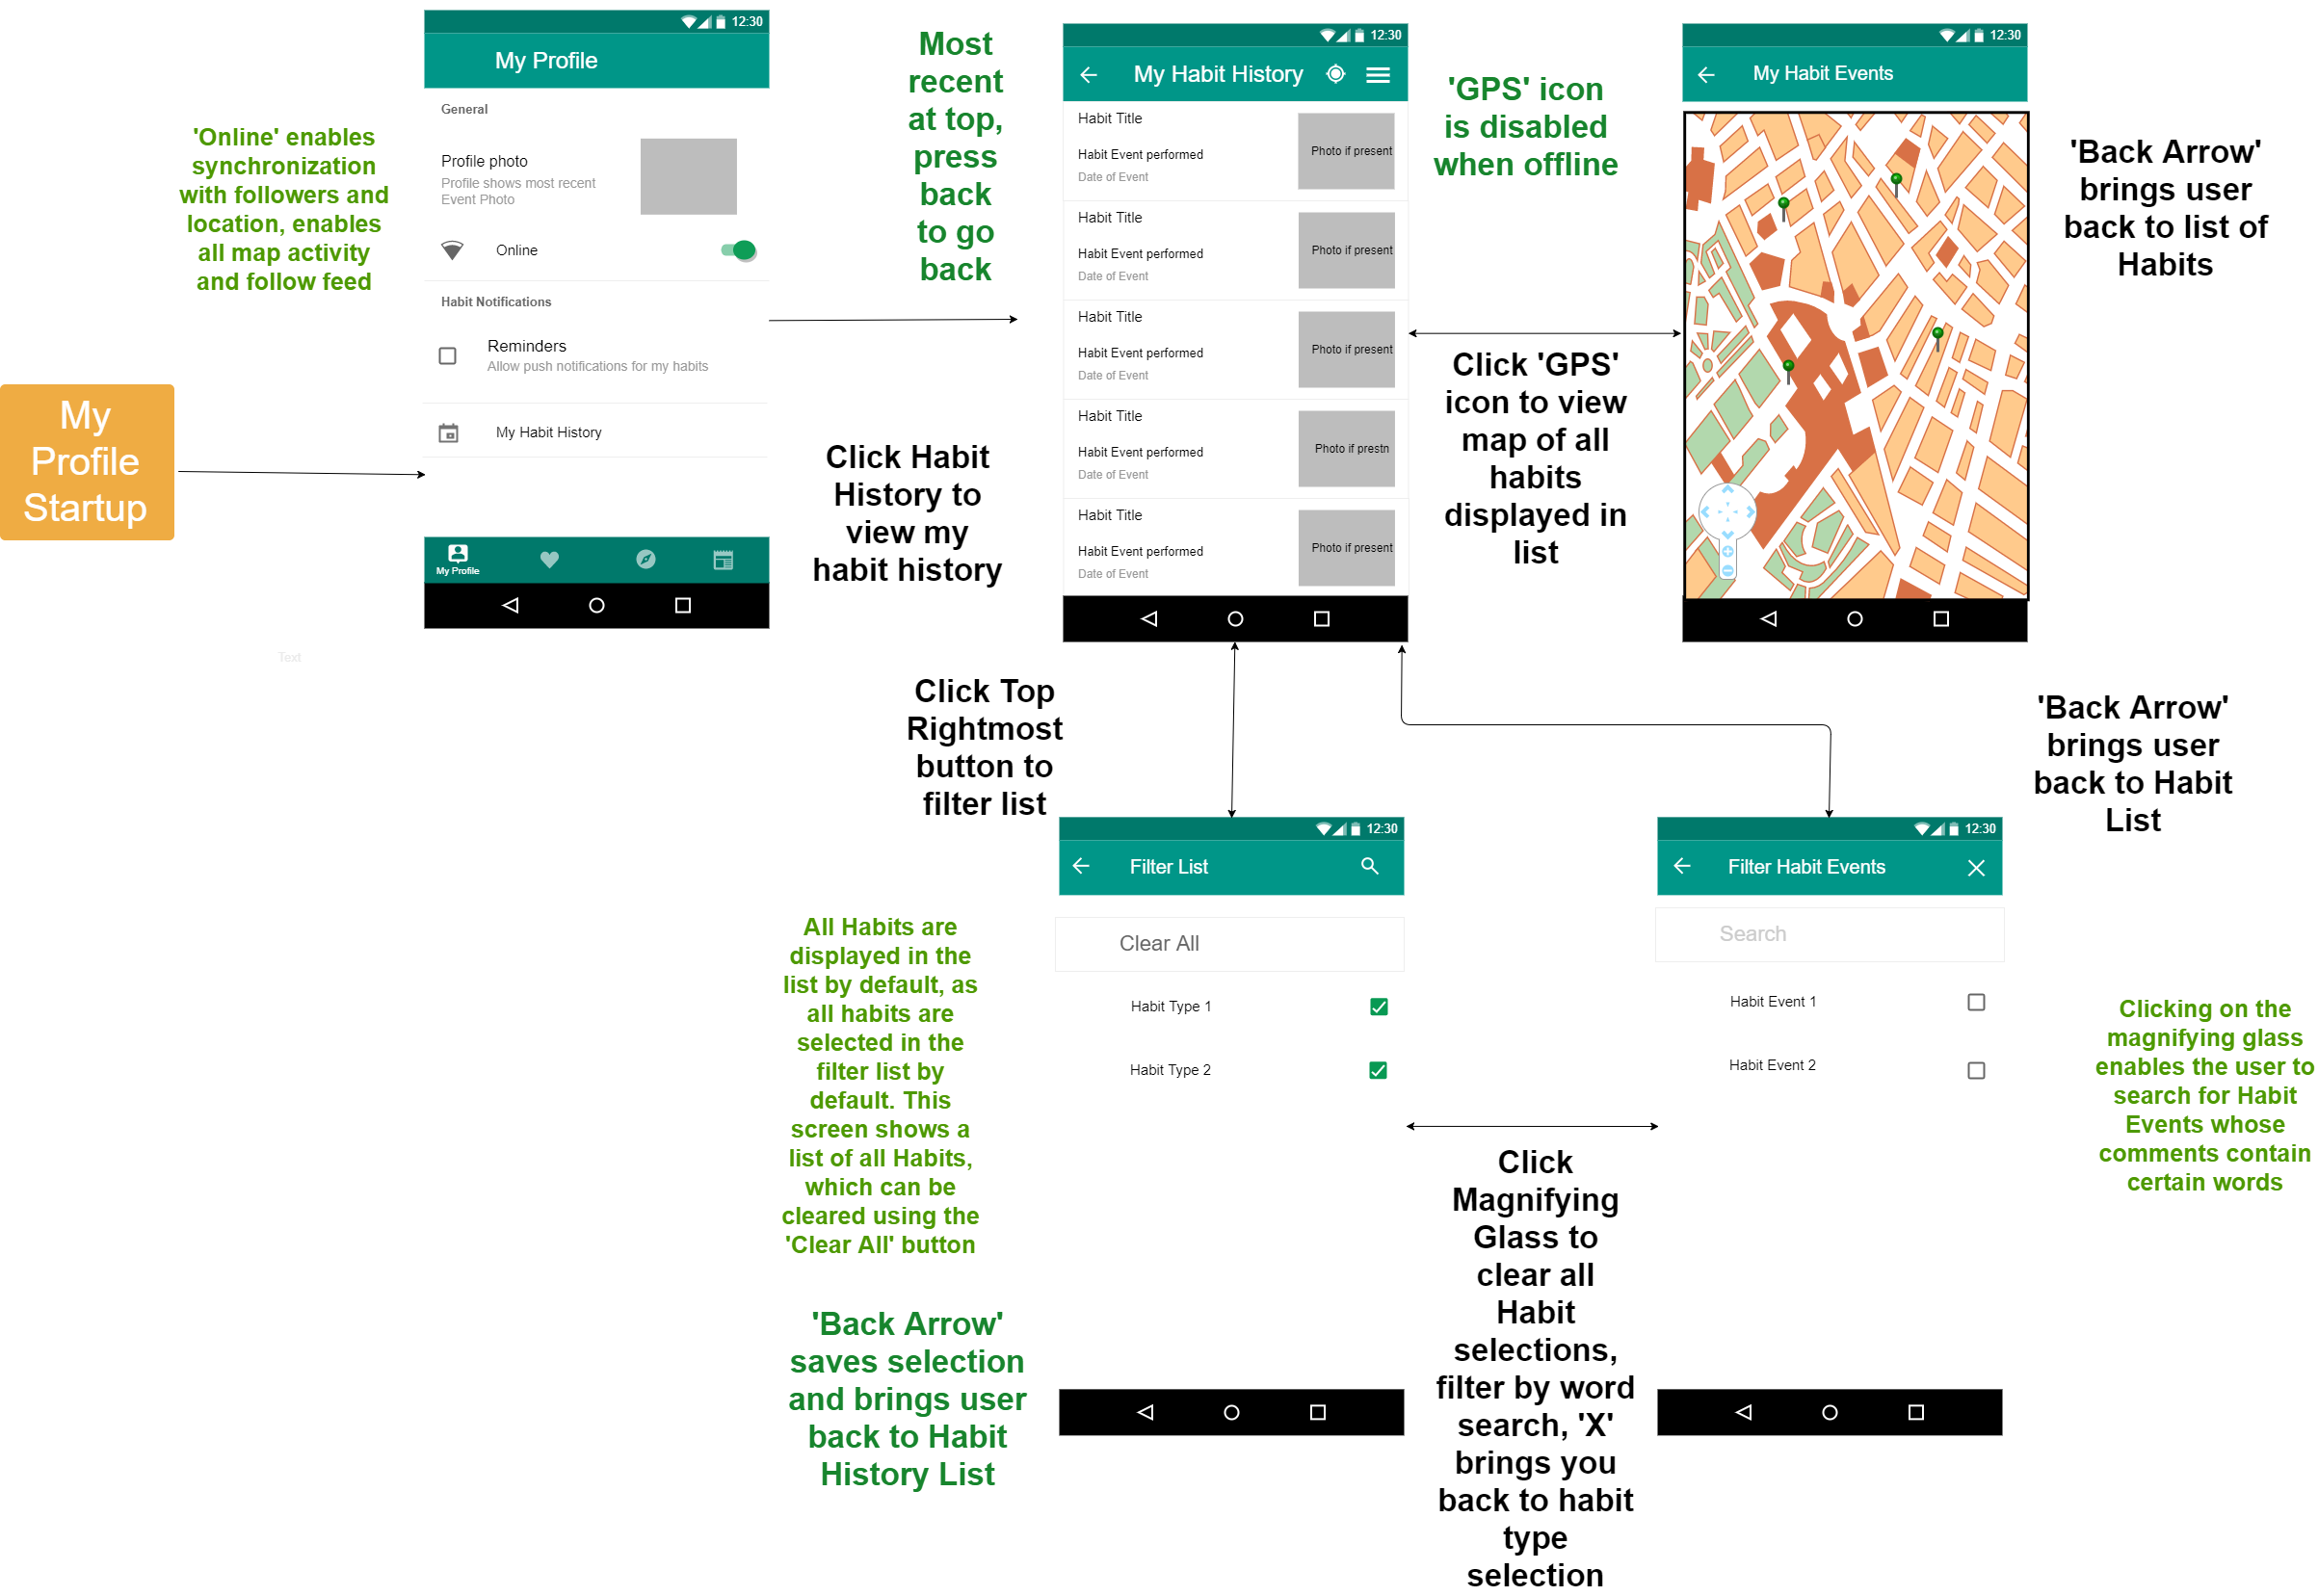 My
Profile
Startup
'Online' enables
synchronization
with followers and
location, enables
all map activity
and follow feed
12:30
My Profile
General
Profile photo
Profile shows most recent
Event Photo
Online
Habit Notifications
Reminders
Allow push notifications for my habits
My Habit History
My Profile
Text
Most
recent
at top,
press
back
to go
back
Click Habit
History to
view my
habit history
12:30
My Habit History
Habit Title
Habit Event performed
Date of Event
Photo if present
Habit Title
Habit Event performed
Date of Event
Photo if present
Habit Title
Habit Event performed
Date of Event
Photo if present
Habit Title
Habit Event performed
Date of Event
Photo if prestn
Habit Title
Habit Event performed
Date of Event
Photo if present
'GPS' icon
is disabled
when offline
Click 'GPS'
icon to view
map of all
habits
displayed in
list
12:30
My Habit Events
'Back Arrow'
brings user
back to list of
Habits
Click Top
Rightmost
button to
filter list
'Back Arrow'
brings user
back to Habit
List
12:30
Filter List
Clear All
Habit Type 1
Habit Type 2
All Habits are
displayed in the
list by default, as
all habits are
selected in the
filter list by
default. This
screen shows a
list of all Habits,
which can be
cleared using the
'Clear All' button
'Back Arrow'
saves selection
and brings user
back to Habit
History List
Click
Magnifying
Glass to
clear all
Habit
selections,
filter by word
search, 'X'
brings you
back to habit
type
selection
12:30
Filter Habit Events
Search
Habit Event 1
Habit Event 2
Clicking on the
magnifying glass
enables the user to
search for Habit
Events whose
comments contain
certain words